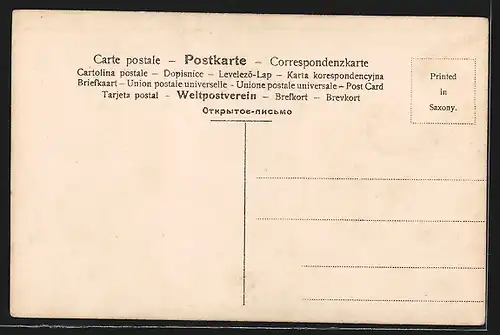 Carte postale – Postkarte – Correspondenzkarte
Cartolina postale – Dopisnice – Levelező-Lap – Karta korespondencyjna
Briefkaart – Union postale universelle - Unione postale universale – Post Card
Tarjeta postal – Weltpostverein – Brefkort – Brevkort
Открытое-письмо
Printed
in
Saxony.